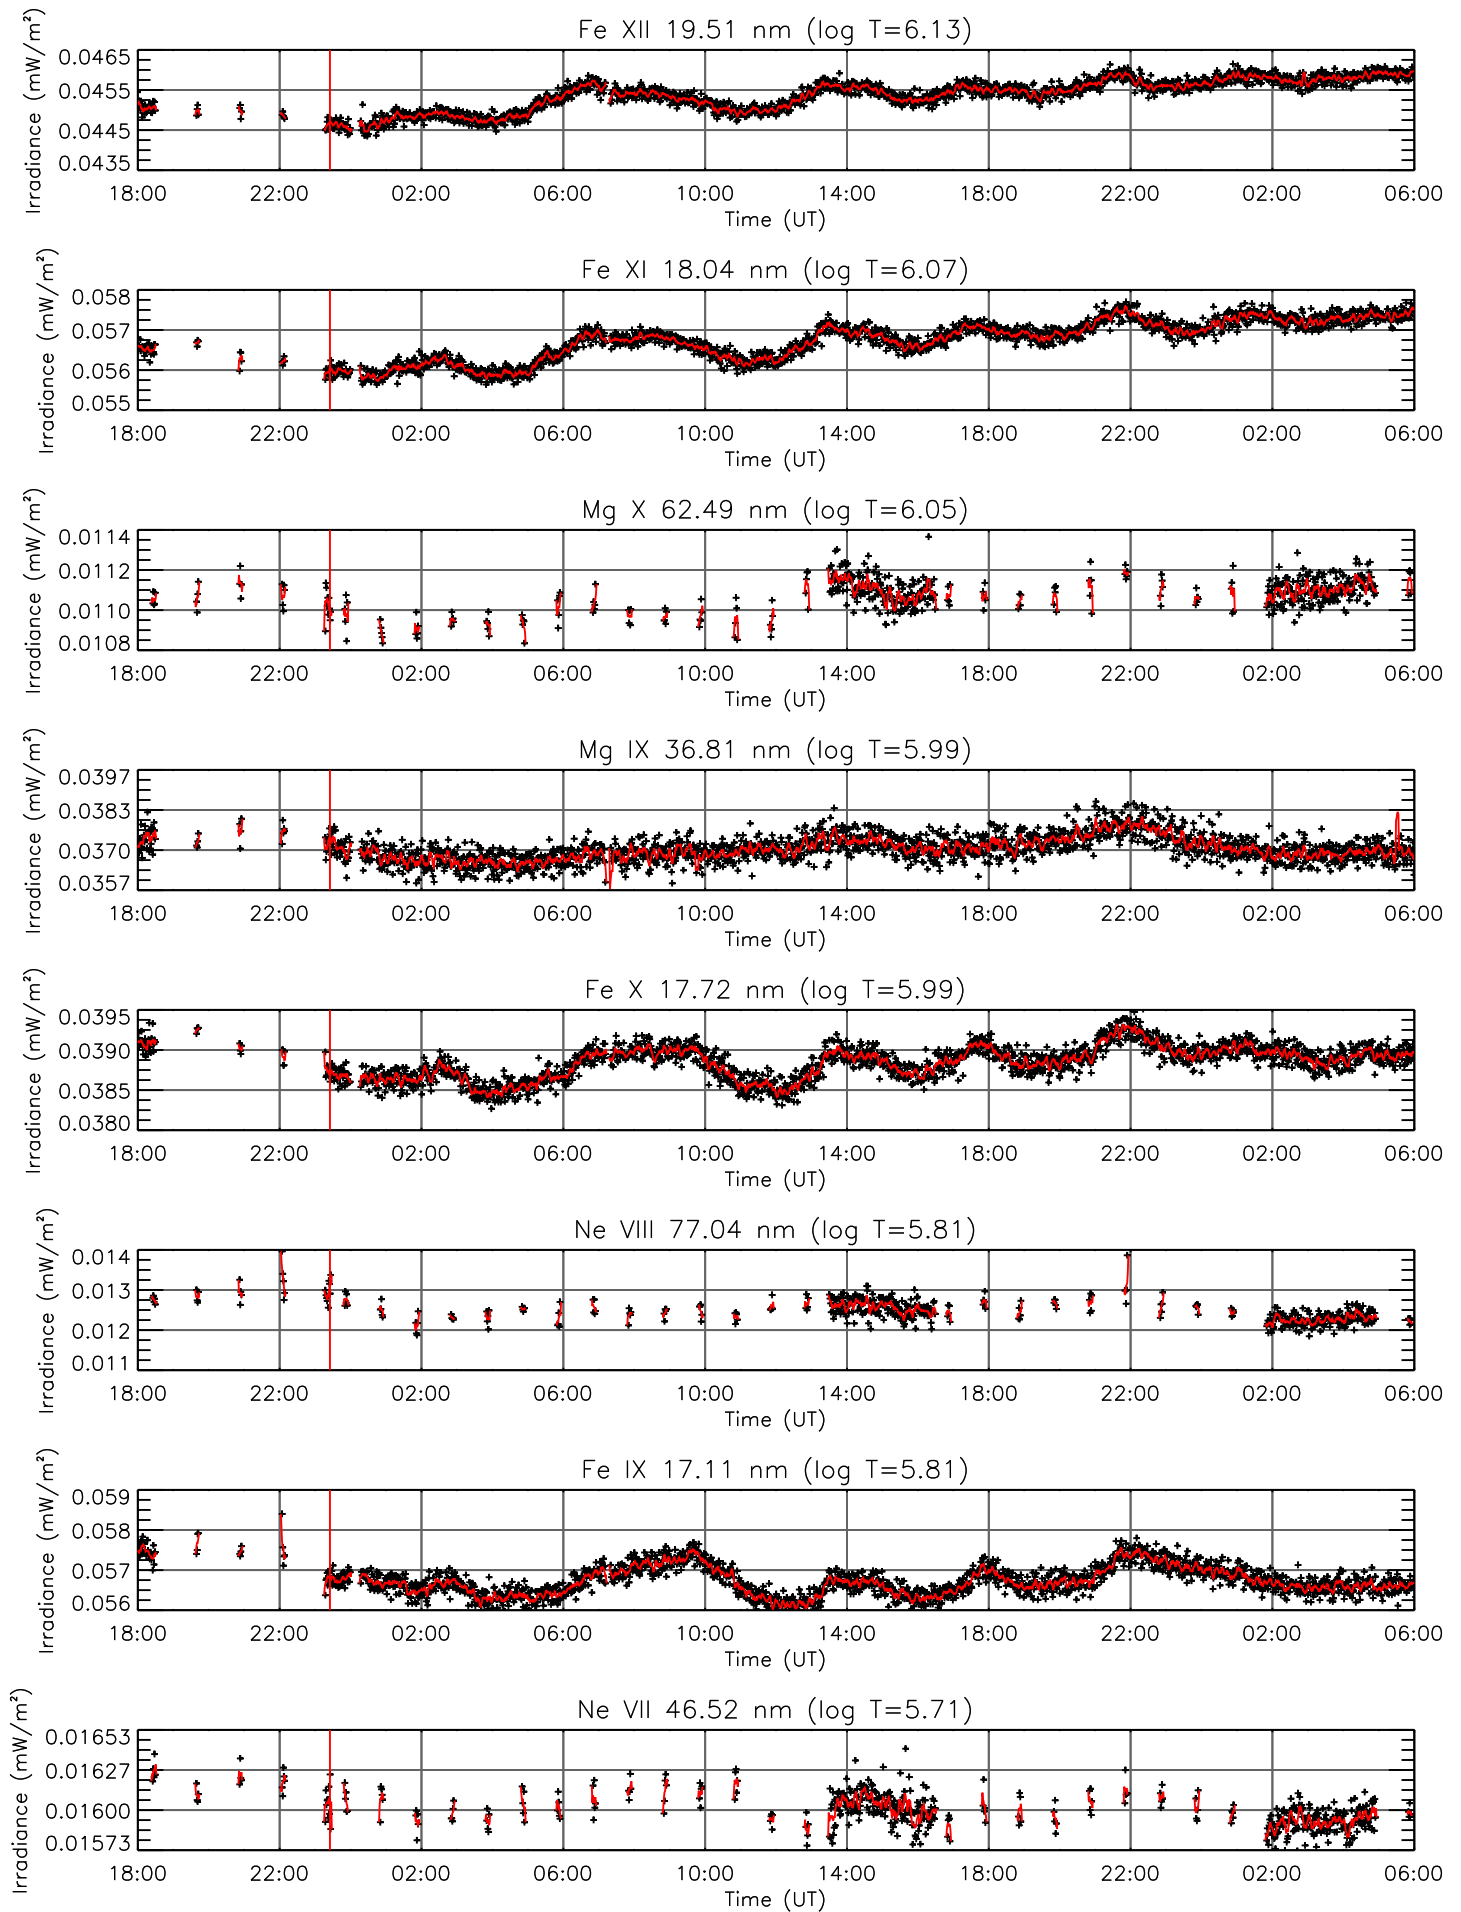 Fe XII 19.51 nm (log T=6.13)
Irradiance (mW/m²)
0.0465
0.0455
0.0445
0.0435
18:00 22:00 02:00 06:00 10:00 14:00 18:00 22:00 02:00 06:00
Time (UT)
Fe XI 18.04 nm (log T=6.07)
Irradiance (mW/m²)
0.058
0.057
0.056
0.055
18:00 22:00 02:00 06:00 10:00 14:00 18:00 22:00 02:00 06:00
Time (UT)
Mg X 62.49 nm (log T=6.05)
Irradiance (mW/m²)
0.0114
0.0112
0.0110
0.0108
18:00 22:00 02:00 06:00 10:00 14:00 18:00 22:00 02:00 06:00
Time (UT)
Mg IX 36.81 nm (log T=5.99)
Irradiance (mW/m²)
0.0397
0.0383
0.0370
0.0357
18:00 22:00 02:00 06:00 10:00 14:00 18:00 22:00 02:00 06:00
Time (UT)
Fe X 17.72 nm (log T=5.99)
Irradiance (mW/m²)
0.0395
0.0390
0.0385
0.0380
18:00 22:00 02:00 06:00 10:00 14:00 18:00 22:00 02:00 06:00
Time (UT)
Ne VIII 77.04 nm (log T=5.81)
Irradiance (mW/m²)
0.014
0.013
0.012
0.011
18:00 22:00 02:00 06:00 10:00 14:00 18:00 22:00 02:00 06:00
Time (UT)
Fe IX 17.11 nm (log T=5.81)
Irradiance (mW/m²)
0.059
0.058
0.057
0.056
18:00 22:00 02:00 06:00 10:00 14:00 18:00 22:00 02:00 06:00
Time (UT)
Ne VII 46.52 nm (log T=5.71)
Irradiance (mW/m²)
0.01653
0.01627
0.01600
0.01573
18:00 22:00 02:00 06:00 10:00 14:00 18:00 22:00 02:00 06:00
Time (UT)